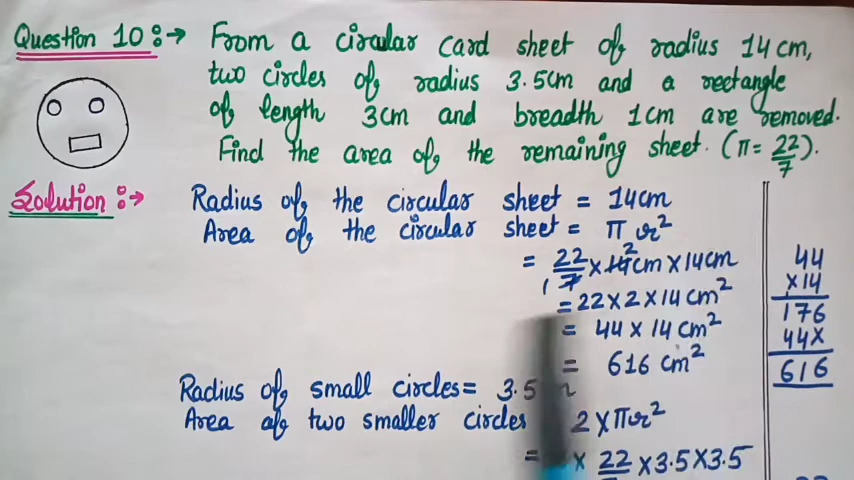 Question 10:→ From a circular card sheet of radius 14cm,
two circles of radius 3.5cm and a rectangle
of length 3cm and breadth 1cm are removed.
Find the area of the remaining sheet. (π = 22/7).
Solution :→ Radius of the circular sheet = 14cm
Area of the circular sheet = πr²
= 22/7 × 14 2 cm × 14cm
1
= 22 × 2 × 14 cm²
= 44 × 14 cm²
= 616 cm²
44
×14
176
44×
616
Radius of small circles = 3.5
Area of two smaller circles 2×πr²
= × 22 × 3.5 × 3.5